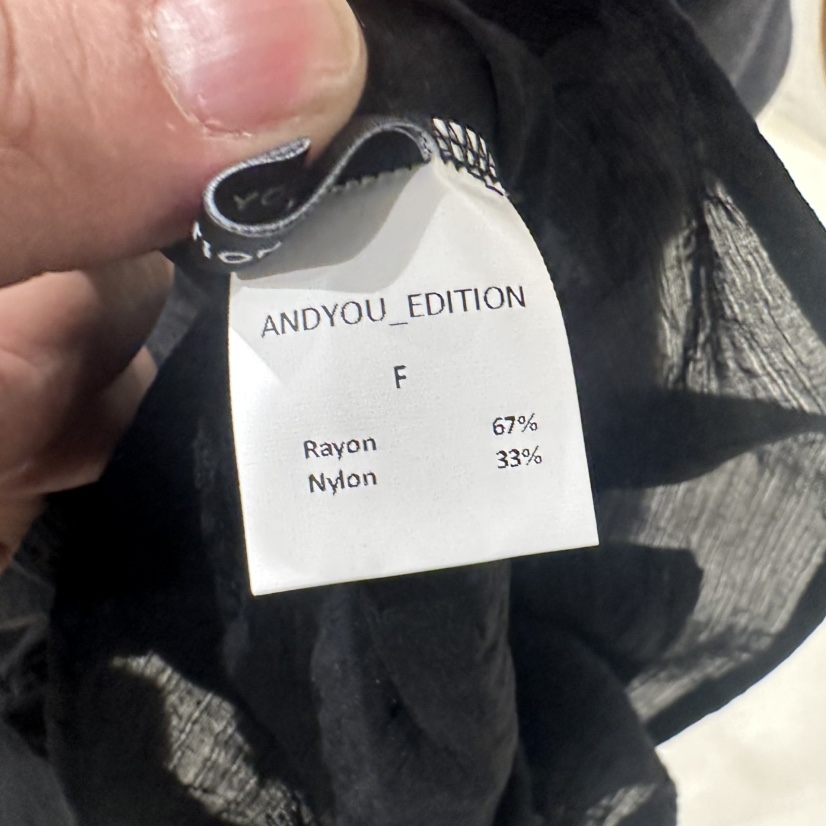 ANDYOU_EDITION
F
Rayon 67%
Nylon 33%